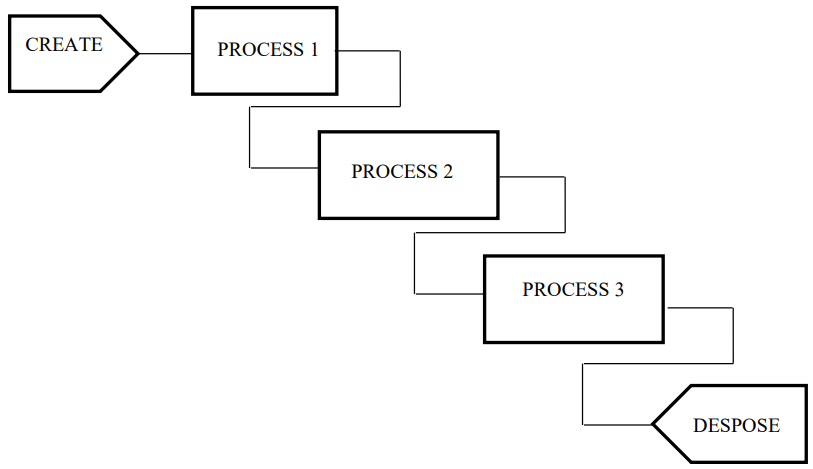 CREATE
PROCESS 1
PROCESS 2
PROCESS 3
DESPOSE